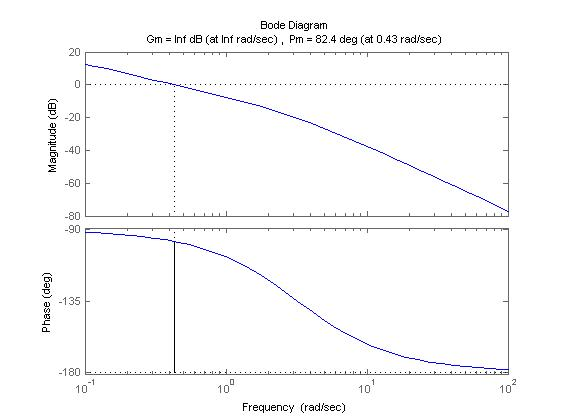 Bode Diagram
Gm = Inf dB (at Inf rad/sec) , Pm = 82.4 deg (at 0.43 rad/sec)
20
0
-20
-40
-60
-80
Magnitude (dB)
-90
-135
-180
Phase (deg)
10^-1
10^0
10^1
10^2
Frequency (rad/sec)